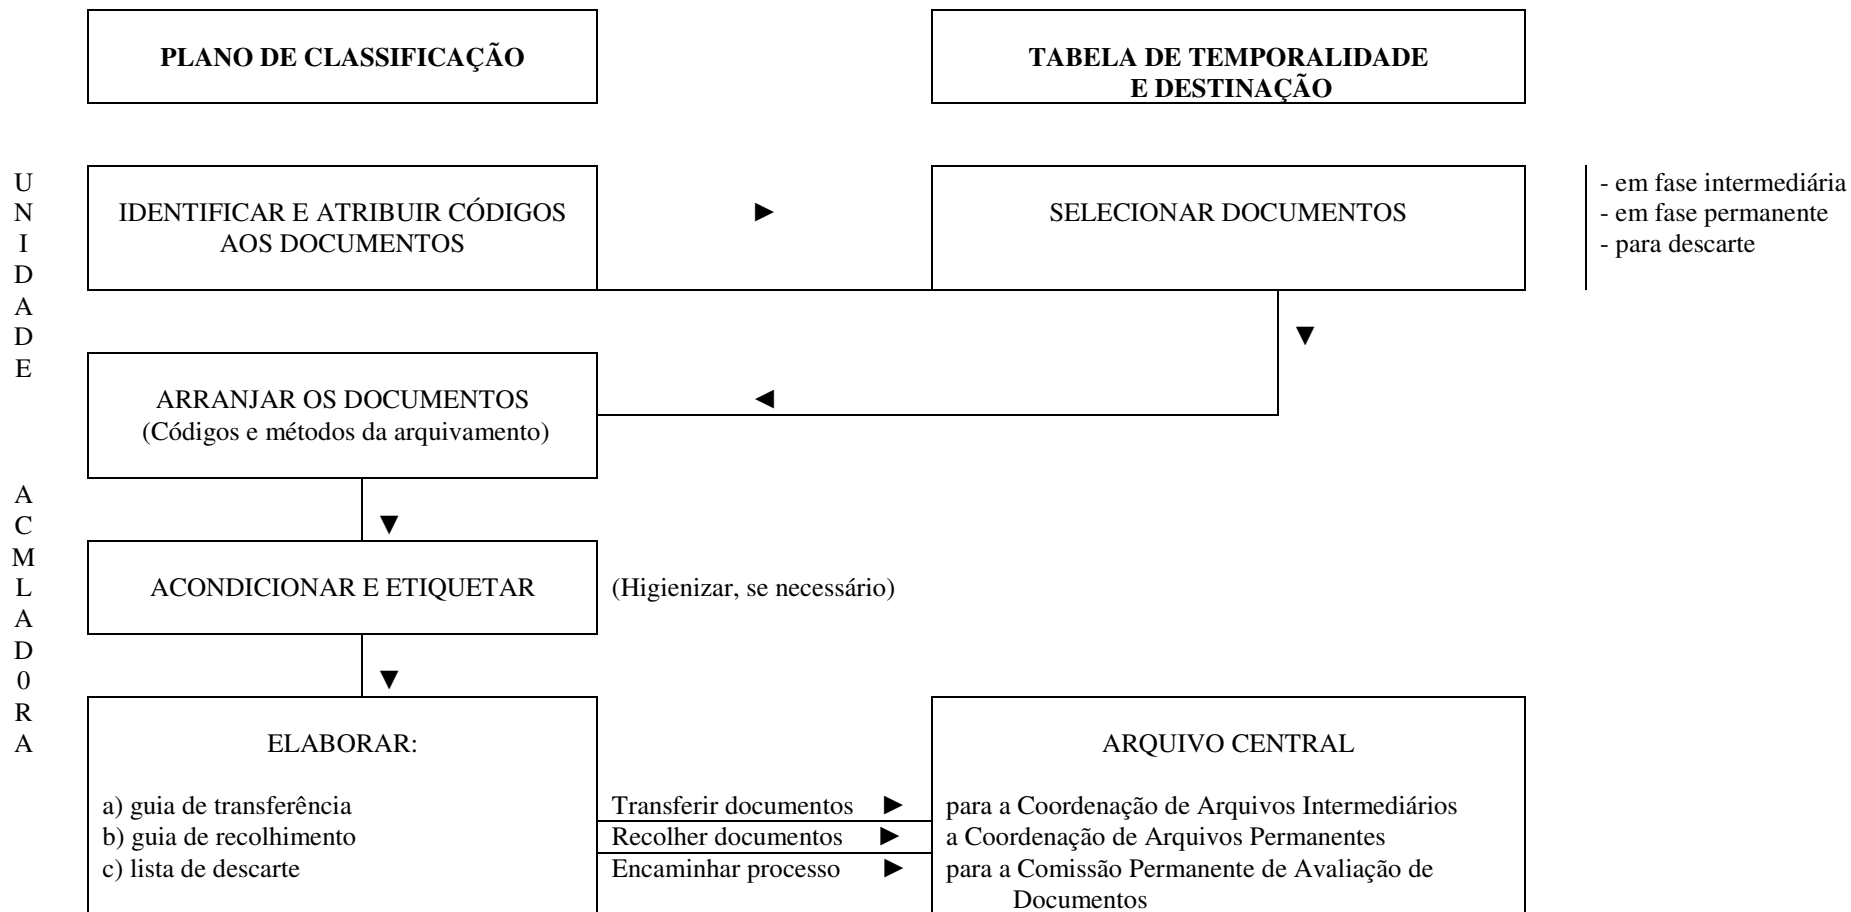 PLANO DE CLASSIFICAÇÃO
TABELA DE TEMPORALIDADE
E DESTINAÇÃO
U
N
I
D
A
D
E
IDENTIFICAR E ATRIBUIR CÓDIGOS
AOS DOCUMENTOS
►
SELECIONAR DOCUMENTOS
- em fase intermediária
- em fase permanente
- para descarte
▼
ARRANJAR OS DOCUMENTOS
(Códigos e métodos da arquivamento)
◄
A
C
M
L
A
D
0
R
A
▼
ACONDICIONAR E ETIQUETAR
(Higienizar, se necessário)
▼
ELABORAR:
a) guia de transferência
b) guia de recolhimento
c) lista de descarte
Transferir documentos ►
Recolher documentos ►
Encaminhar processo ►
ARQUIVO CENTRAL
para a Coordenação de Arquivos Intermediários
a Coordenação de Arquivos Permanentes
para a Comissão Permanente de Avaliação de
Documentos